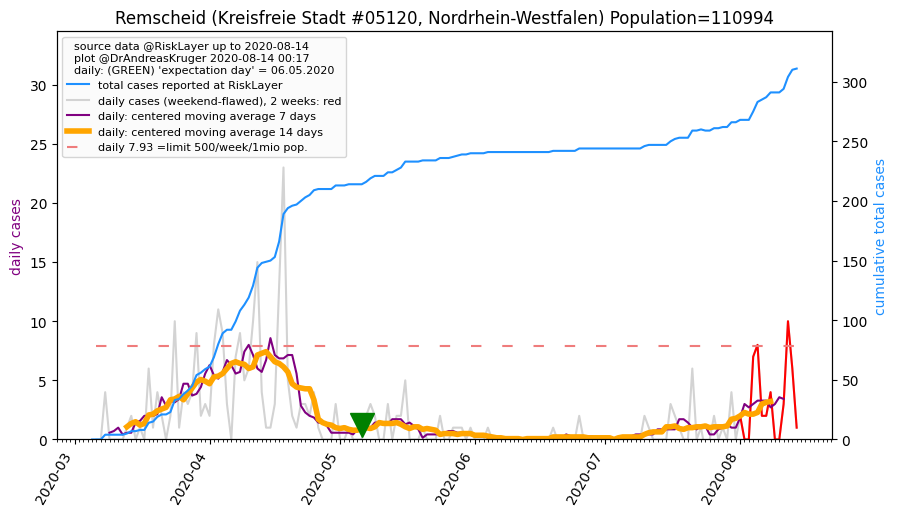 Remscheid (Kreisfreie Stadt #05120, Nordrhein-Westfalen) Population=110994
source data @RiskLayer up to 2020-08-14
plot @DrAndreasKruger 2020-08-14 00:17
daily: (GREEN) 'expectation day' = 06.05.2020
total cases reported at RiskLayer
daily cases (weekend-flawed), 2 weeks: red
daily: centered moving average 7 days
daily: centered moving average 14 days
daily 7.93 =limit 500/week/1mio pop.
daily cases
30
25
20
15
10
5
0
cumulative total cases
300
250
200
150
100
50
0
2020-03
2020-04
2020-05
2020-06
2020-07
2020-08